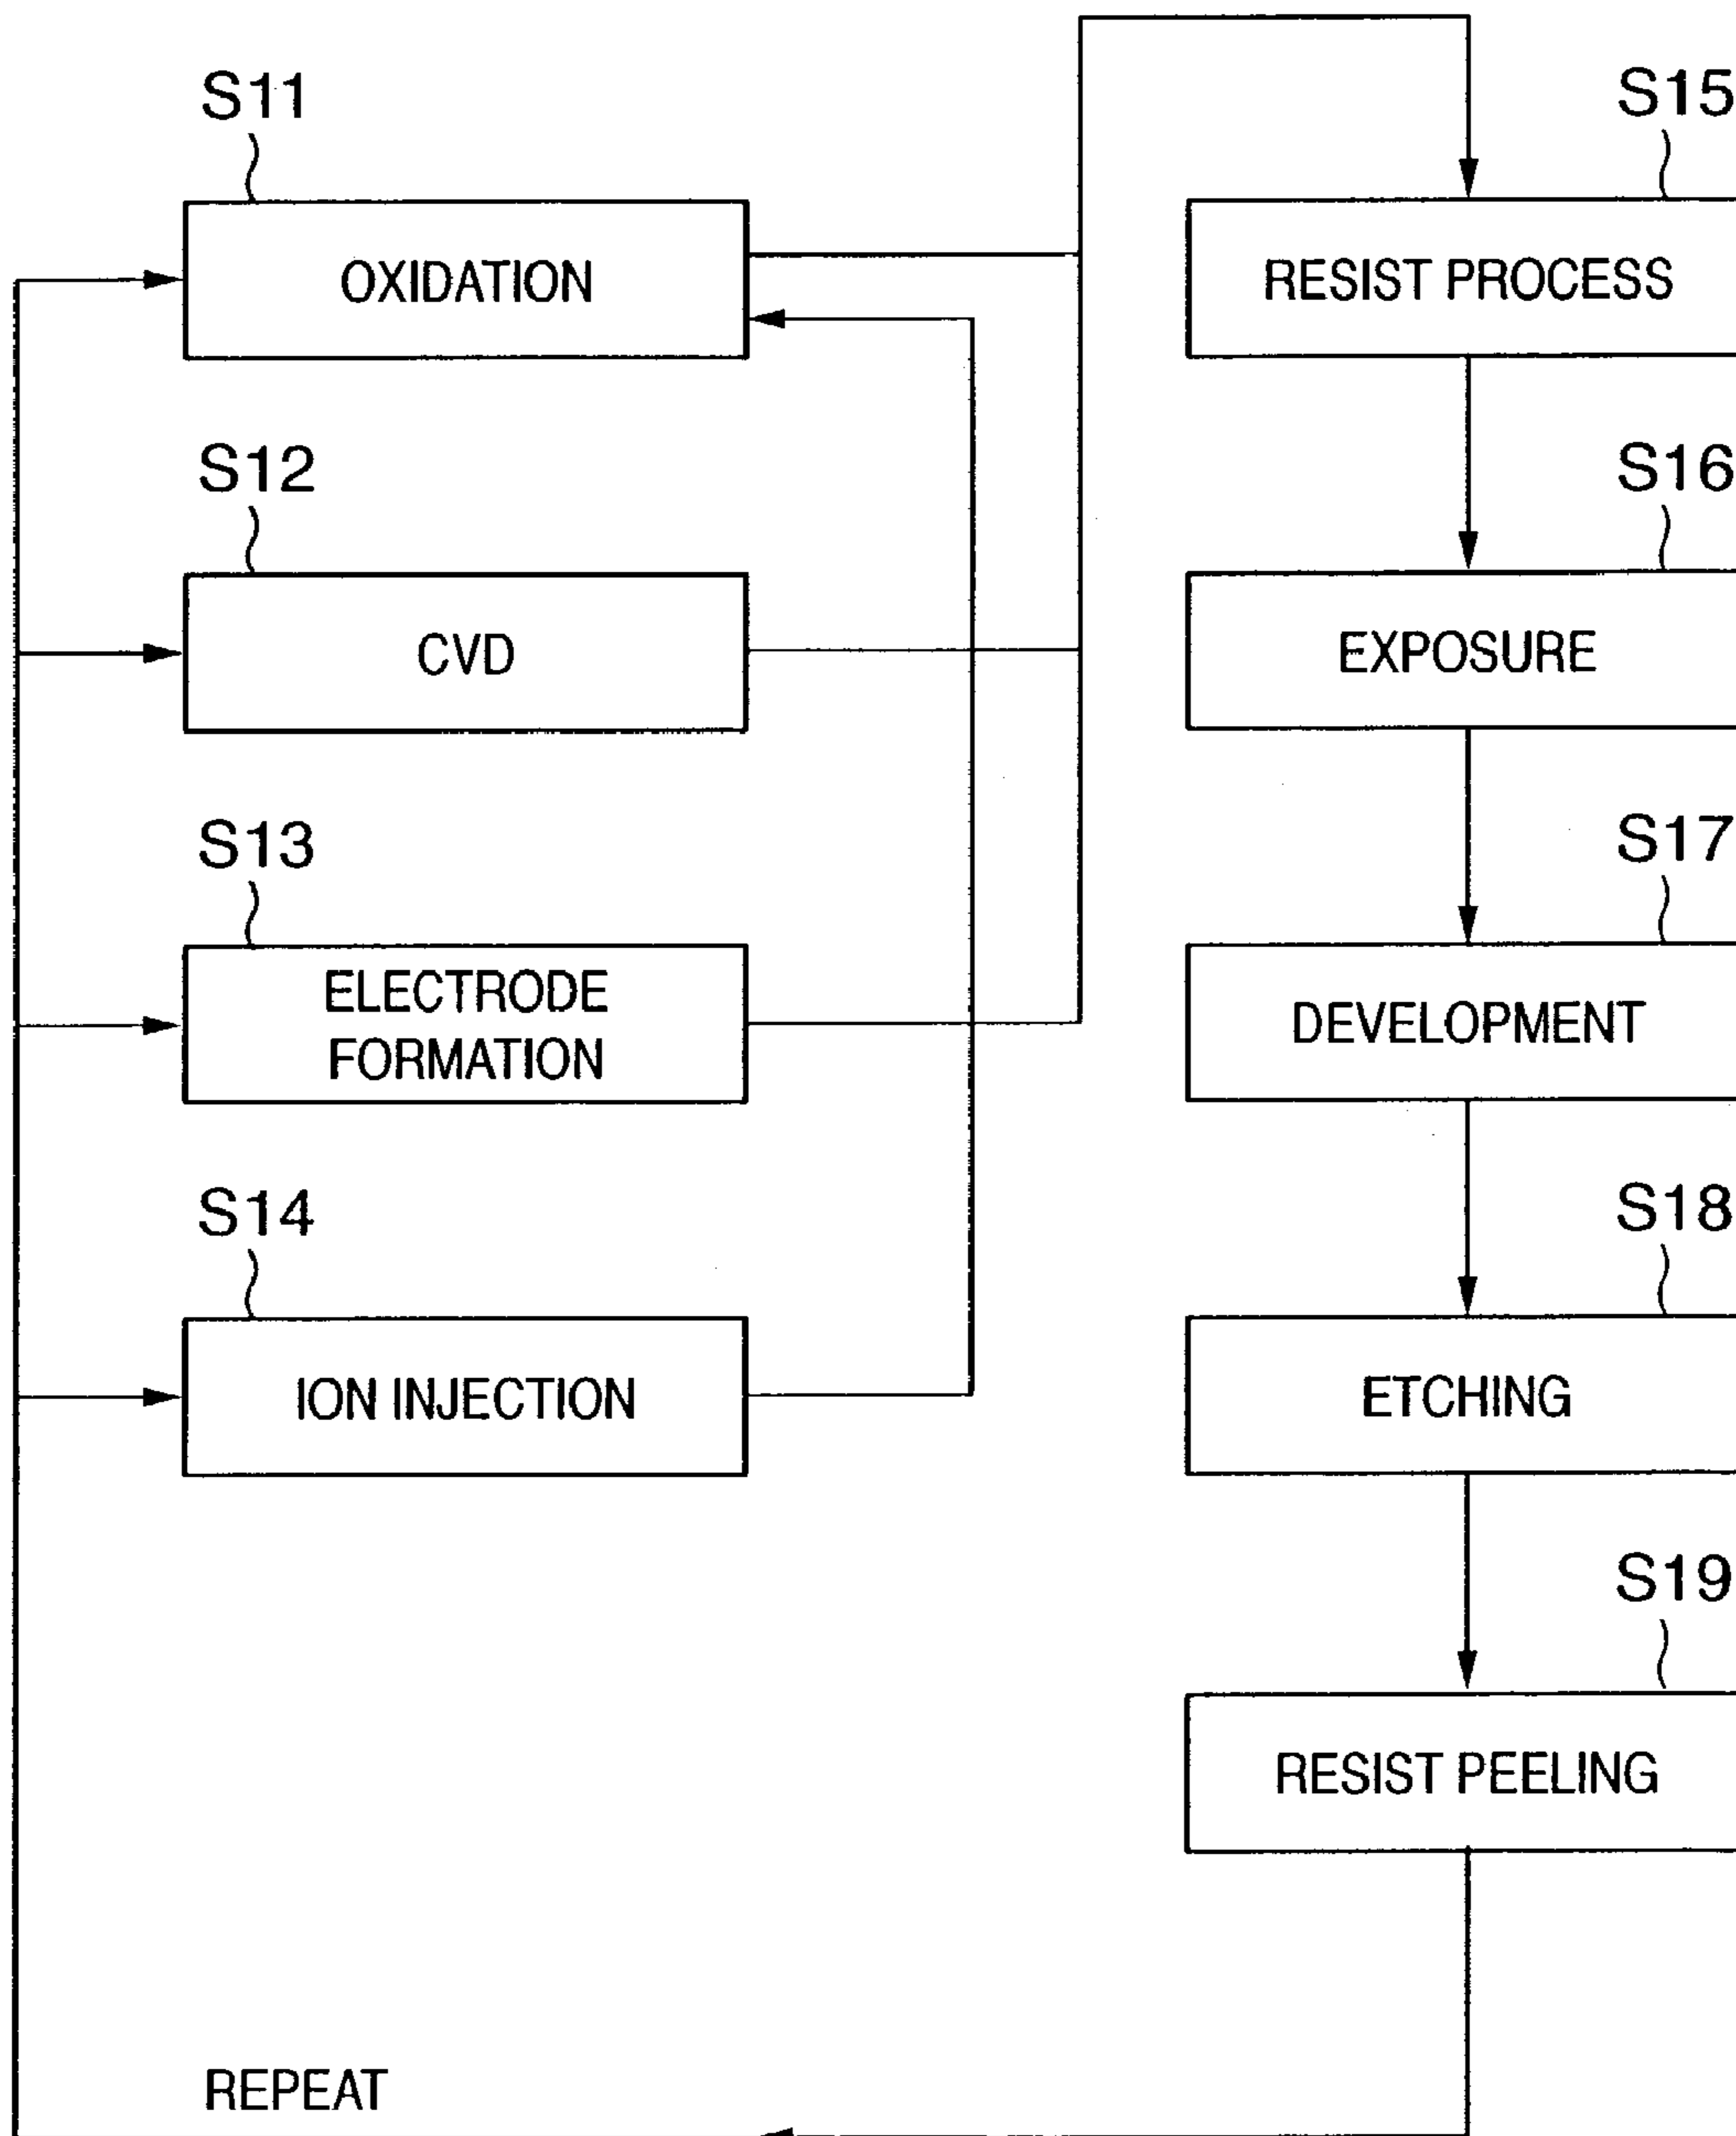 S11
OXIDATION
S12
CVD
S13
ELECTRODE
FORMATION
S14
ION INJECTION
S15
RESIST PROCESS
S16
EXPOSURE
S17
DEVELOPMENT
S18
ETCHING
S19
RESIST PEELING
REPEAT